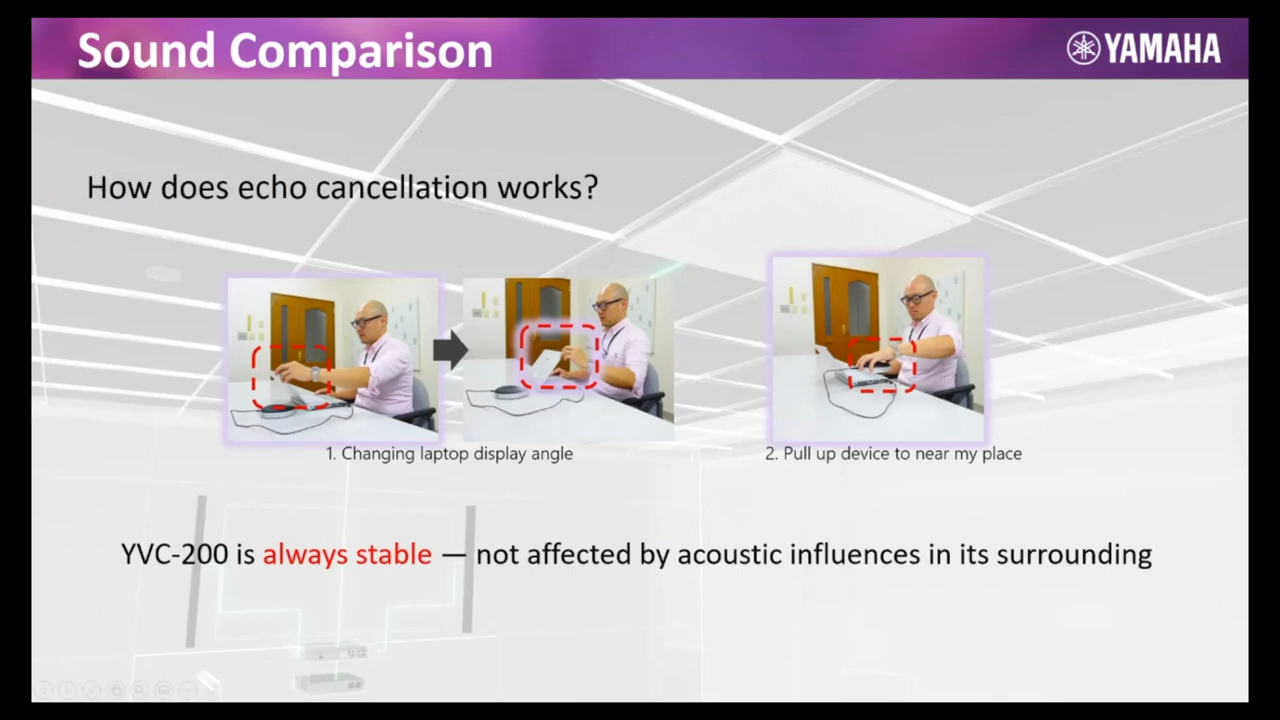 Sound Comparison
YAMAHA
How does echo cancellation works?
1. Changing laptop display angle
2. Pull up device to near my place
YVC-200 is always stable — not affected by acoustic influences in its surrounding